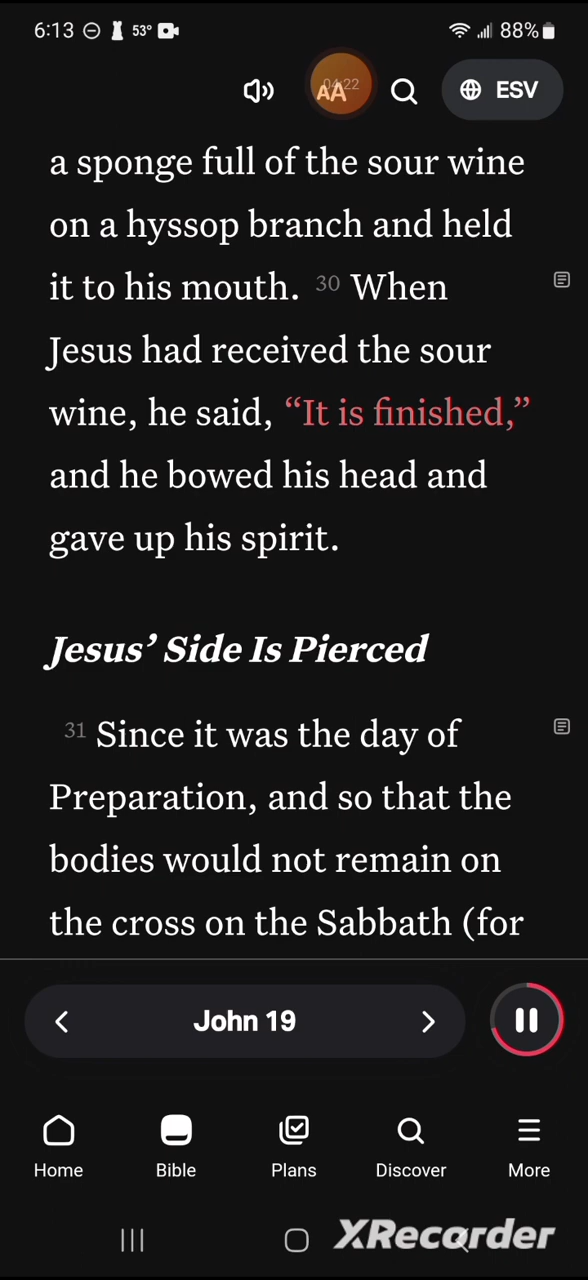 6:13 53° 88%
04:22
AA ESV
a sponge full of the sour wine
on a hyssop branch and held
it to his mouth. 30 When
Jesus had received the sour
wine, he said, “It is finished,”
and he bowed his head and
gave up his spirit.
Jesus’ Side Is Pierced
31 Since it was the day of
Preparation, and so that the
bodies would not remain on
the cross on the Sabbath (for
John 19
Home Bible Plans Discover More
XRecorder